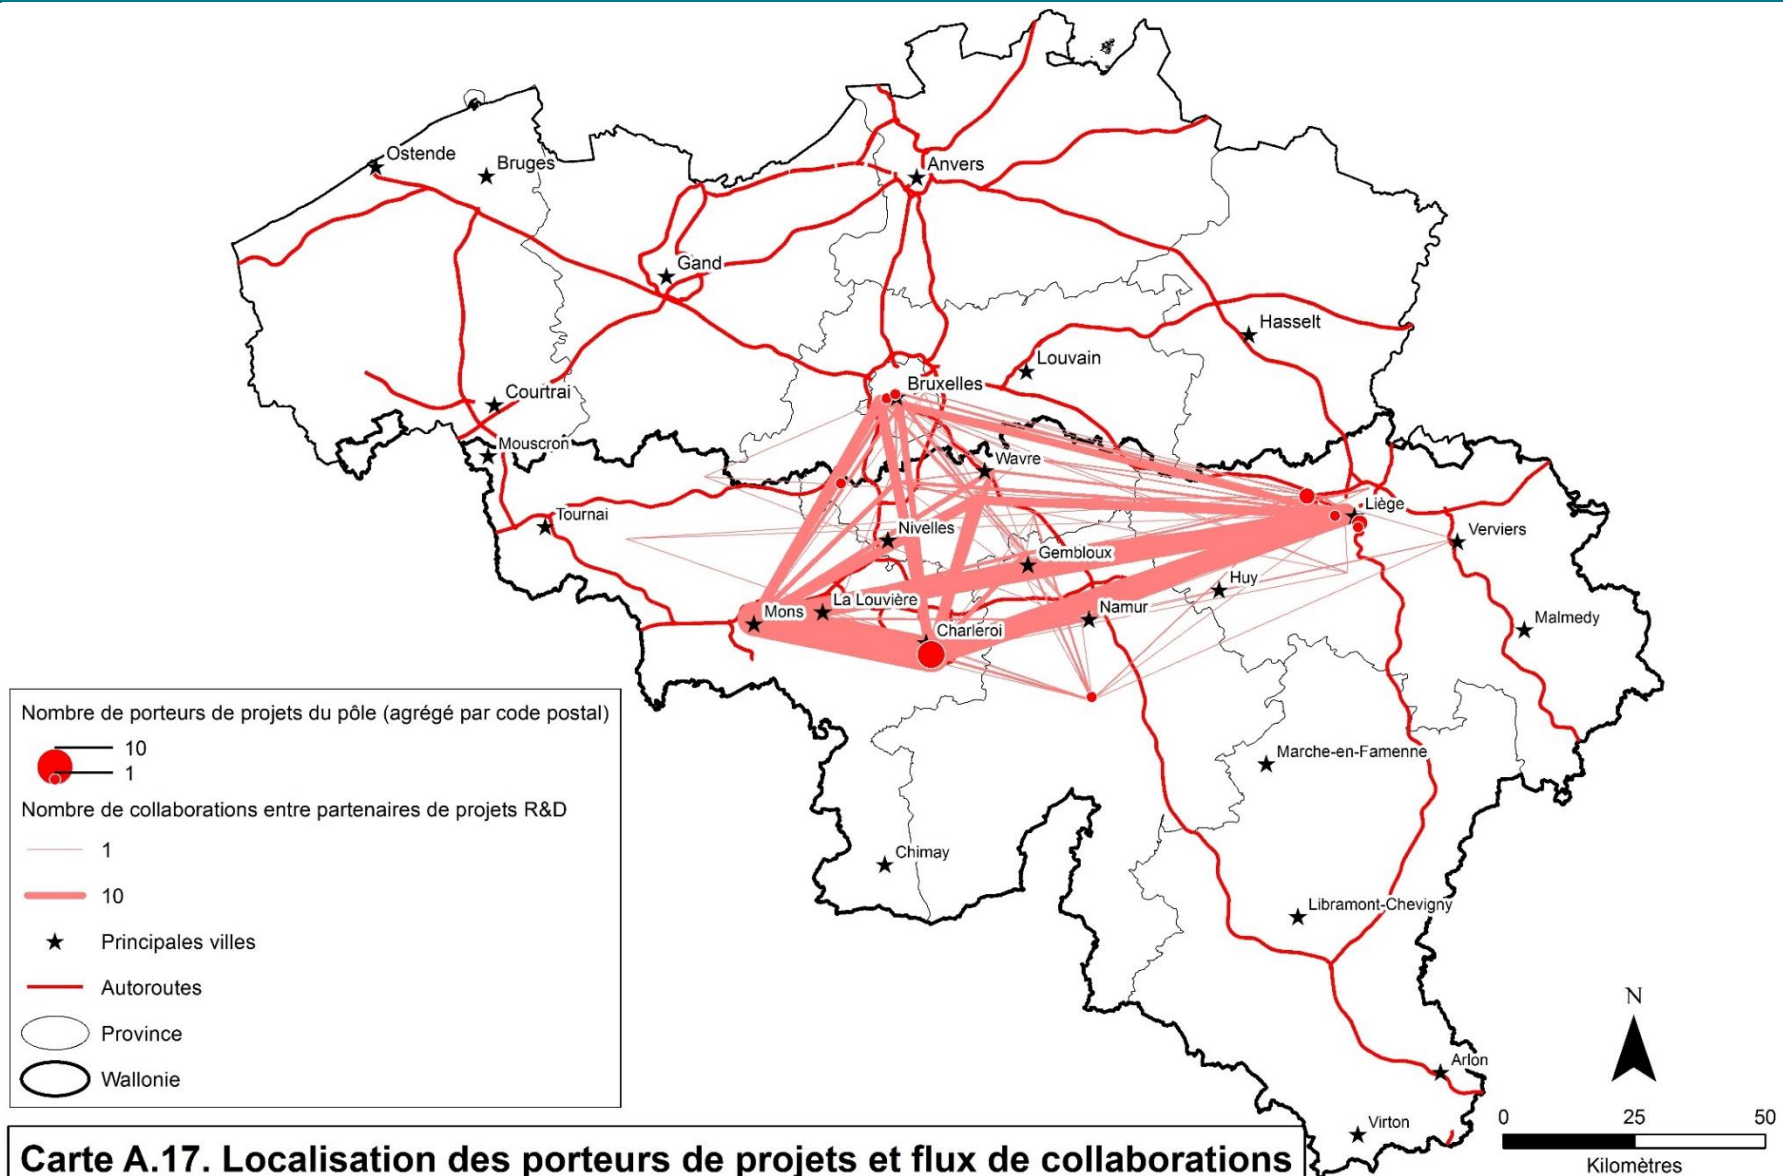 Ostende
Bruges
Anvers
Gand
Hasselt
Louvain
Bruxelles
Courtrai
Mouscron
Wavre
Tournai
Nivelles
Liège
Verviers
Gembloux
Huy
Mons
La Louvière
Namur
Charleroi
Malmedy
Marche-en-Famenne
Chimay
Libramont-Chevigny
Arlon
Virton
Nombre de porteurs de projets du pôle (agrégé par code postal)
10
1
Nombre de collaborations entre partenaires de projets R&D
1
10
Principales villes
Autoroutes
Province
Wallonie
N
0 25 50
Kilomètres
Carte A.17. Localisation des porteurs de projets et flux de collaborations